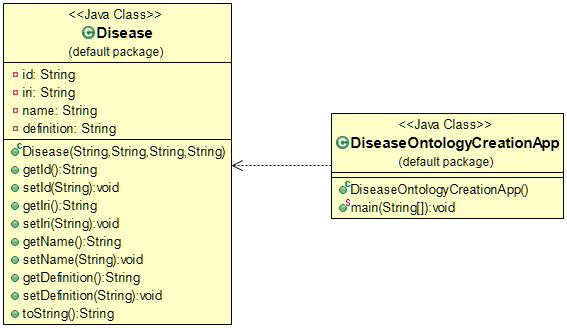 <<Java Class>>
Disease
(default package)
id: String
iri: String
name: String
definition: String
Disease(String,String,String,String)
getId():String
setId(String):void
getIri():String
setIri(String):void
getName():String
setName(String):void
getDefinition():String
setDefinition(String):void
toString():String
<<Java Class>>
DiseaseOntologyCreationApp
(default package)
DiseaseOntologyCreationApp()
main(String[]):void